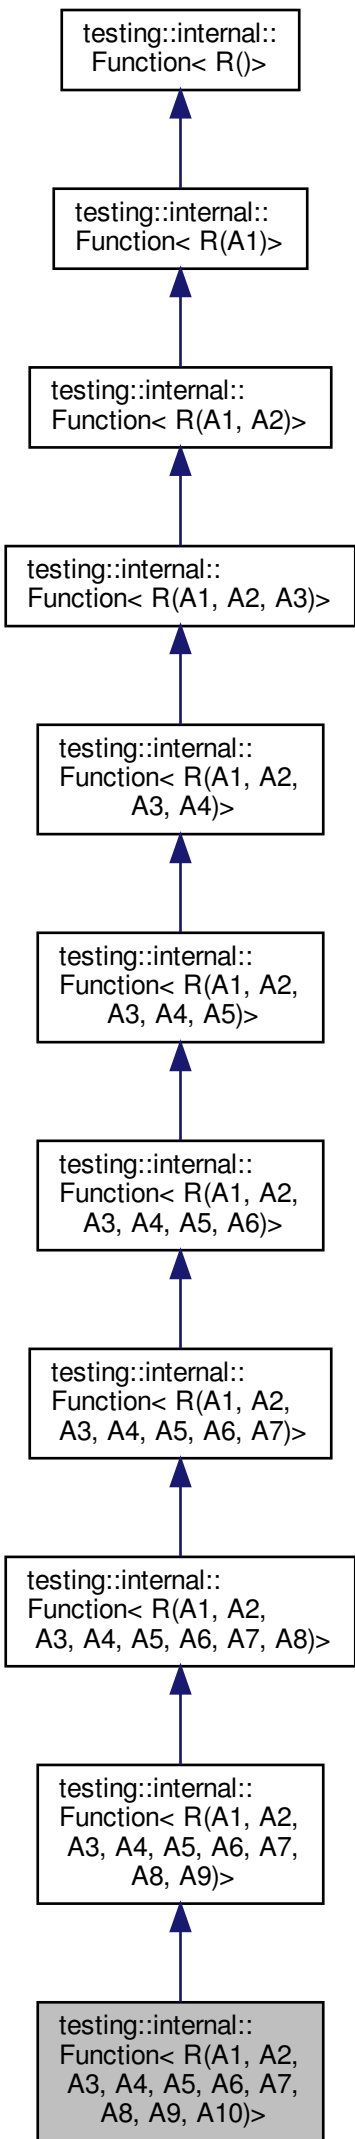 testing::internal::
Function< R()>
testing::internal::
Function< R(A1)>
testing::internal::
Function< R(A1, A2)>
testing::internal::
Function< R(A1, A2, A3)>
testing::internal::
Function< R(A1, A2,
A3, A4)>
testing::internal::
Function< R(A1, A2,
A3, A4, A5)>
testing::internal::
Function< R(A1, A2,
A3, A4, A5, A6)>
testing::internal::
Function< R(A1, A2,
A3, A4, A5, A6, A7)>
testing::internal::
Function< R(A1, A2,
A3, A4, A5, A6, A7, A8)>
testing::internal::
Function< R(A1, A2,
A3, A4, A5, A6, A7,
A8, A9)>
testing::internal::
Function< R(A1, A2,
A3, A4, A5, A6, A7,
A8, A9, A10)>